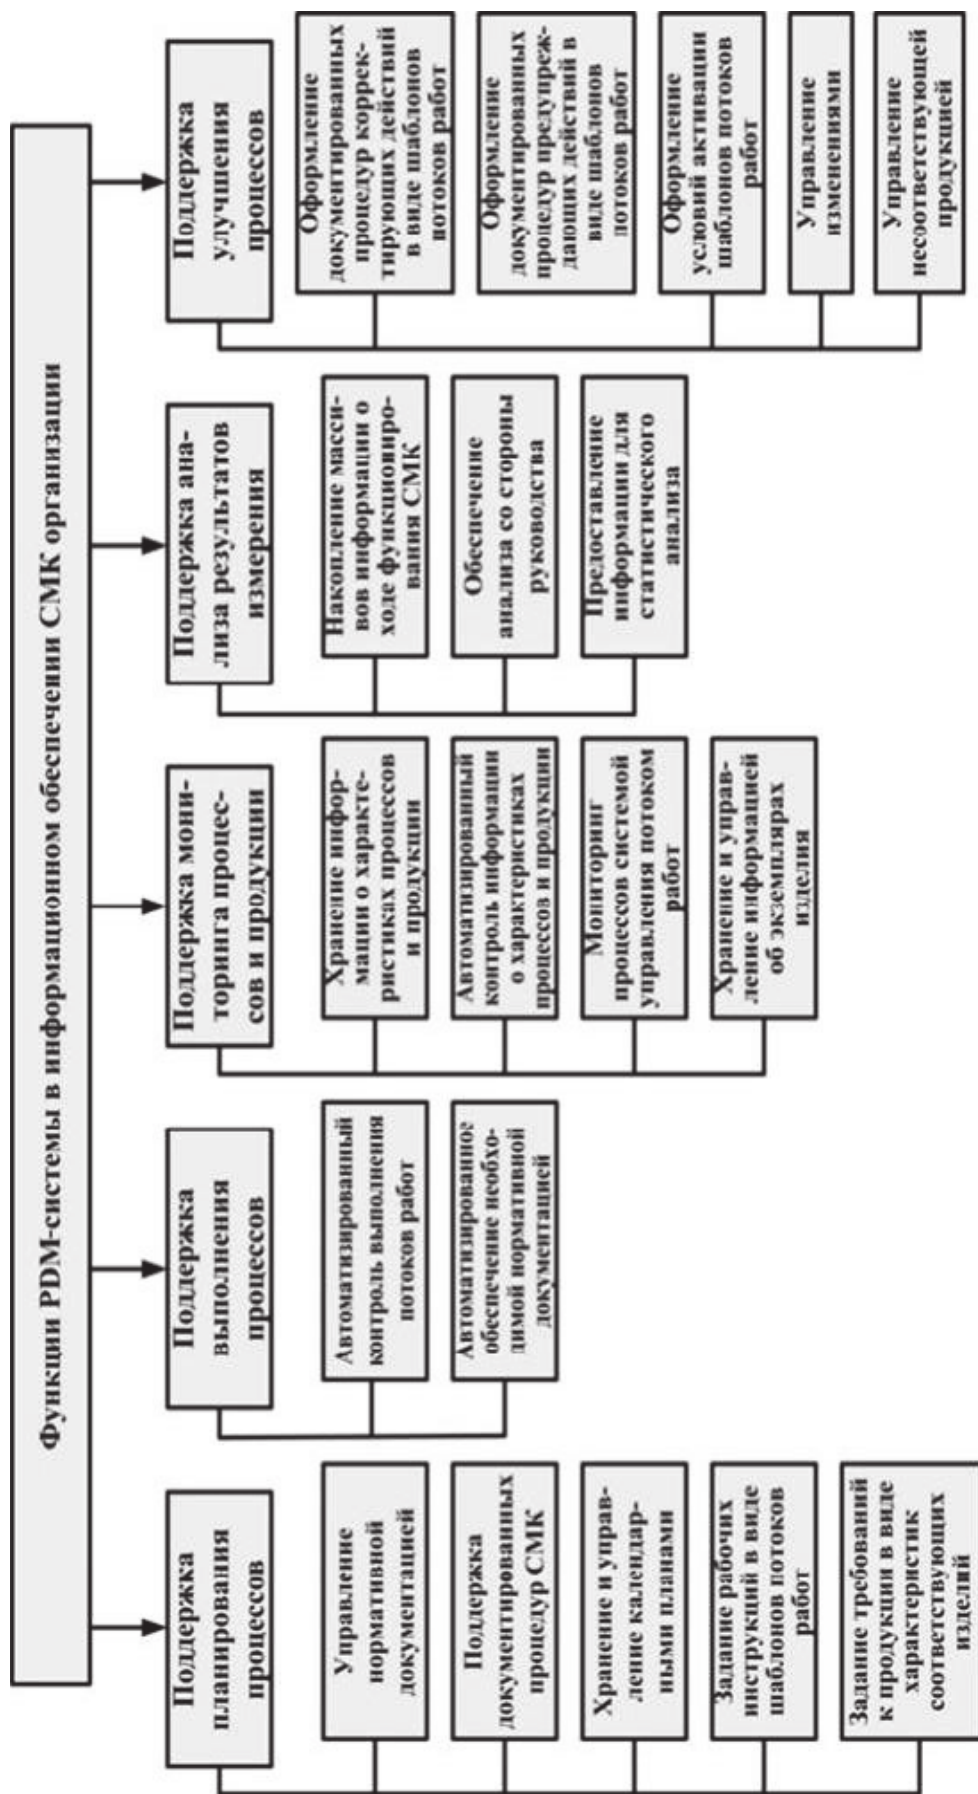 Функции PDM-системы в информационном обеспечении СМК организации
Поддержка
планирования
процессов
Управление
нормативной
документацией
Поддержка
документированных
процедур СМК
Хранение и управ-
ление календар-
ными планами
Задание рабочих
инструкций в виде
шаблонов потоков
работ
Задание требований
к продукции в виде
характеристик
соответствующих
изделий
Поддержка
выполнения
процессов
Автоматизированный
контроль выполнения
потоков работ
Автоматизированное
обеспечение необхо-
димой нормативной
документацией
Поддержка мони-
торинга процес-
сов и продукции
Хранение инфор-
мации о характе-
ристиках процессов
и продукции
Автоматизированный
контроль информации
о характеристиках
процессов и продукции
Мониторинг
процессов системой
управления потоком
работ
Хранение и управ-
ление информацией
об экземплярах
изделия
Поддержка ана-
лиза результатов
измерения
Накопление масси-
вов информации о
ходе функциониро-
вания СМК
Обеспечение
анализа со стороны
руководства
Предоставление
информации для
статистического
анализа
Поддержка
улучшения
процессов
Оформление
документированных
процедур коррек-
тирующих действий
в виде шаблонов
потоков работ
Оформление
документированных
процедур предупреж-
дающих действий в
виде шаблонов
потоков работ
Оформление
условий активации
шаблонов потоков
работ
Управление
изменениями
Управление
несоответствующей
продукцией